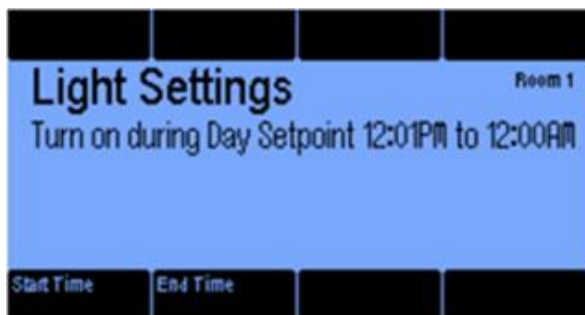 Light Settings
Room 1
Turn on during Day Setpoint 12:01PM to 12:00AM
Start Time
End Time